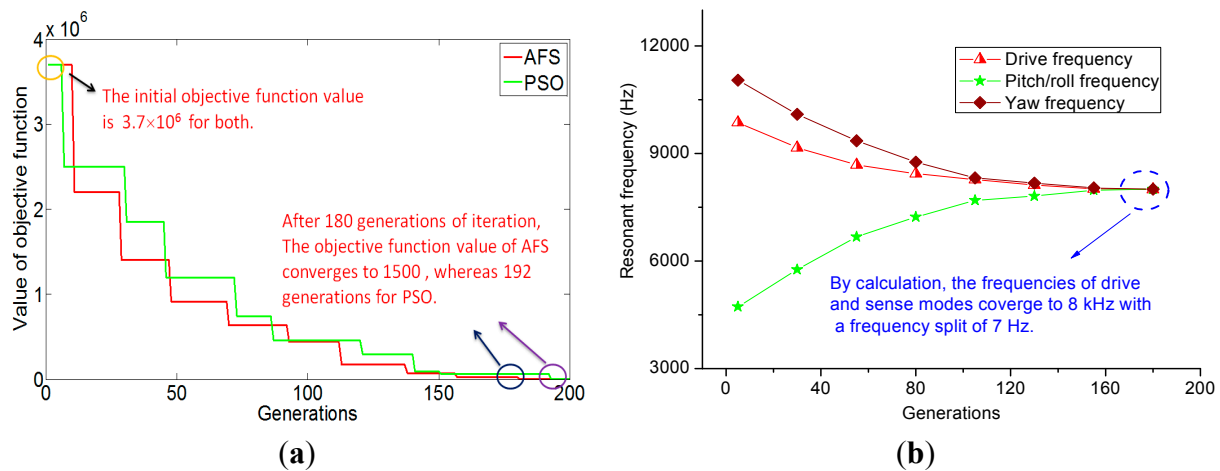 4 × 10⁶
AFS
PSO
The initial objective function value
is 3.7×10⁶ for both.
3
2
1
0
After 180 generations of iteration,
The objective function value of AFS
converges to 1500 , whereas 192
generations for PSO.
Value of objective function
0 50 100 150 200
Generations
(a)
12000
9000
6000
3000
Resonant frequency (Hz)
Drive frequency
Pitch/roll frequency
Yaw frequency
By calculation, the frequencies of drive
and sense modes coverge to 8 kHz with
a frequency split of 7 Hz.
0 40 80 120 160 200
Generations
(b)